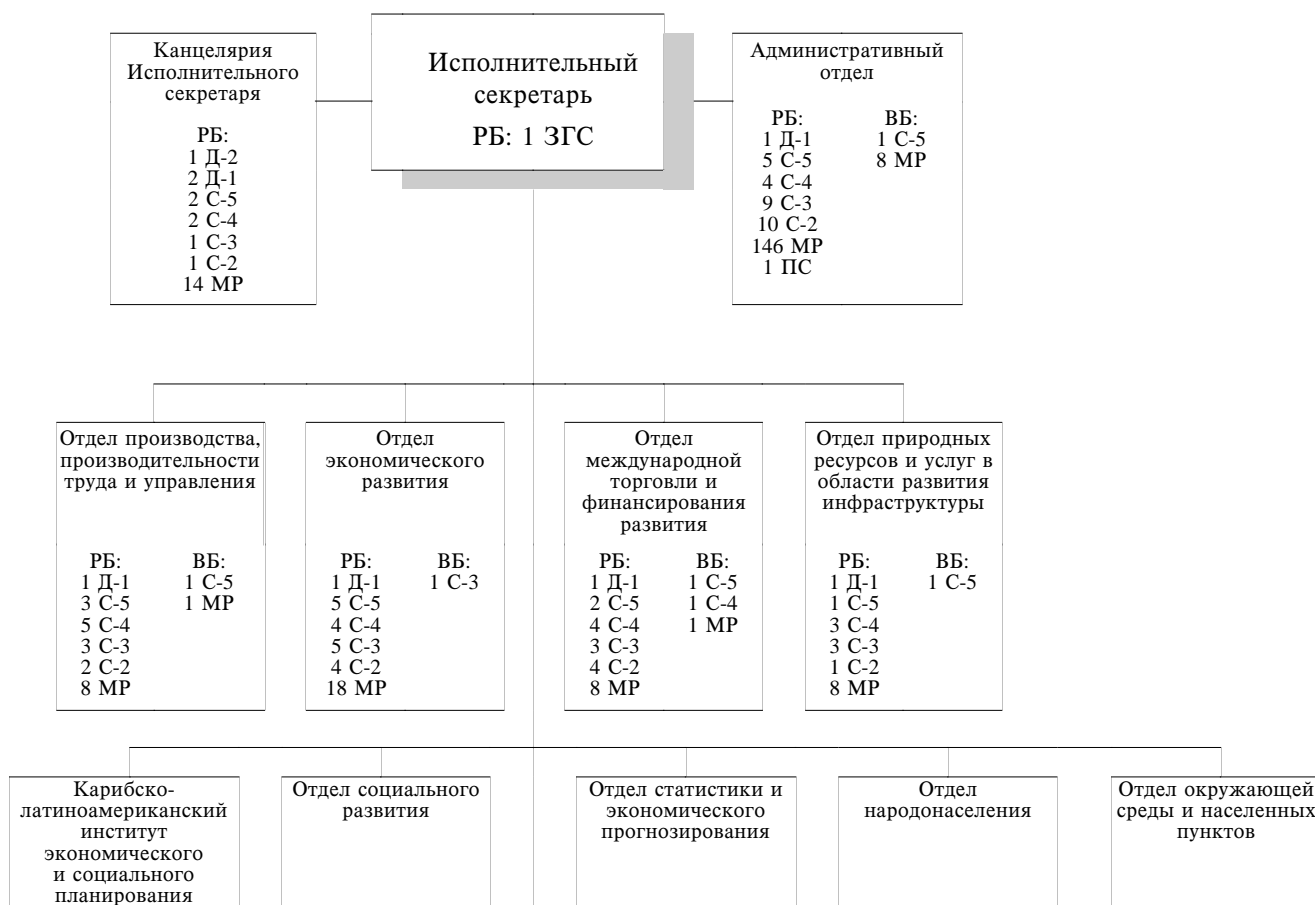 Канцелярия
Исполнительного
секретаря
РБ:
1 Д-2
2 Д-1
2 С-5
2 С-4
1 С-3
1 С-2
14 МР
Исполнительный
секретарь
РБ: 1 ЗГС
Административный
отдел
РБ:
1 Д-1
5 С-5
4 С-4
9 С-3
10 С-2
146 МР
1 ПС
ВБ:
1 С-5
8 МР
Отдел производства,
производительности
труда и управления
РБ:
1 Д-1
3 С-5
5 С-4
3 С-3
2 С-2
8 МР
ВБ:
1 С-5
1 МР
Отдел
экономического
развития
РБ:
1 Д-1
5 С-5
4 С-4
5 С-3
4 С-2
18 МР
ВБ:
1 С-3
Отдел
международной
торговли и
финансирования
развития
РБ:
1 Д-1
2 С-5
4 С-4
3 С-3
4 С-2
8 МР
ВБ:
1 С-5
1 С-4
1 МР
Отдел природных
ресурсов и услуг в
области развития
инфраструктуры
РБ:
1 Д-1
1 С-5
3 С-4
3 С-3
1 С-2
8 МР
ВБ:
1 С-5
Карибско-
латиноамериканский
институт
экономического
и социального
планирования
Отдел социального
развития
Отдел статистики и
экономического
прогнозирования
Отдел
народонаселения
Отдел окружающей
среды и населенных
пунктов